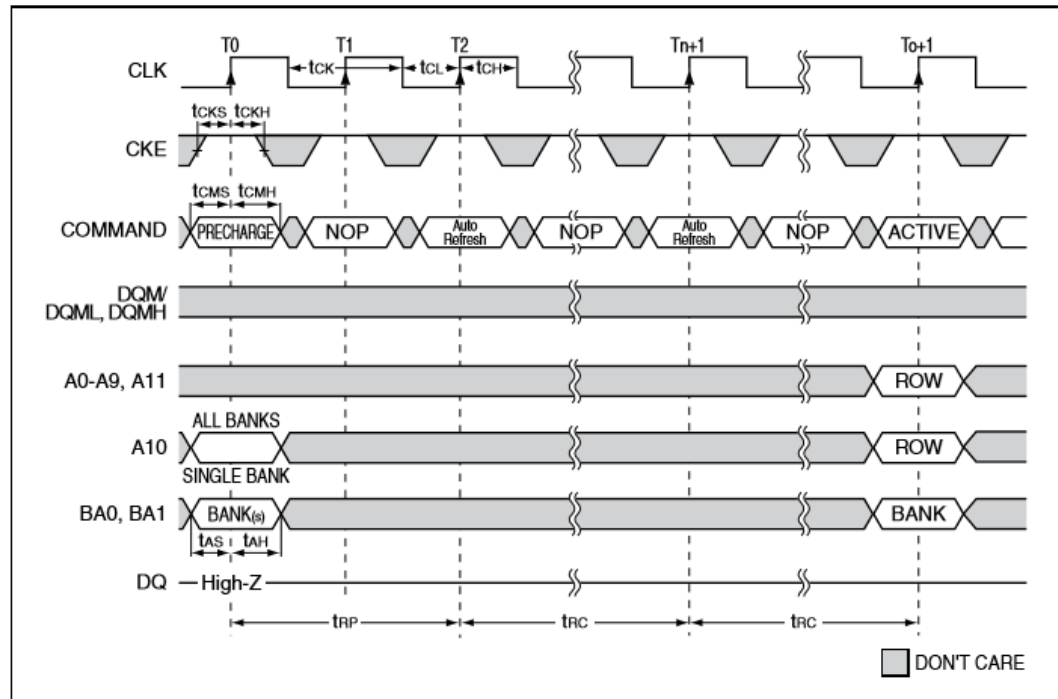 T0 T1 T2 Tn+1 To+1
CLK tCK tCL tCH
tCKS tCKH
CKE
tCMS tCMH
COMMAND PRECHARGE NOP Auto Refresh NOP Auto Refresh NOP ACTIVE
DQM/
DQML, DQMH
A0-A9, A11 ROW
ALL BANKS
A10 ROW
SINGLE BANK
BA0, BA1 BANK(s) BANK
tAS tAH
DQ High-Z
tRP tRC tRC
DON'T CARE